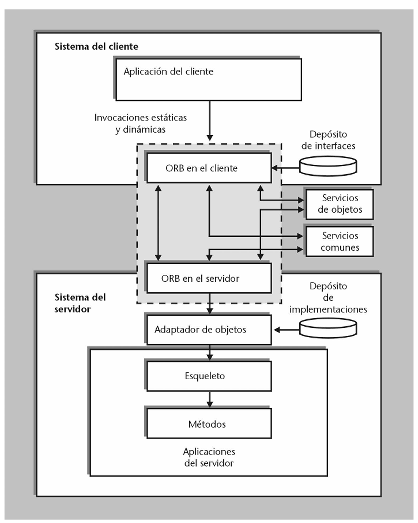 Sistema del cliente
Aplicación del cliente
Invocaciones estáticas
y dinámicas
Depósito
de interfaces
ORB en el cliente
Servicios
de objetos
Servicios
comunes
ORB en el servidor
Sistema del
servidor
Depósito
de
implementaciones
Adaptador de objetos
Esqueleto
Métodos
Aplicaciones
del servidor